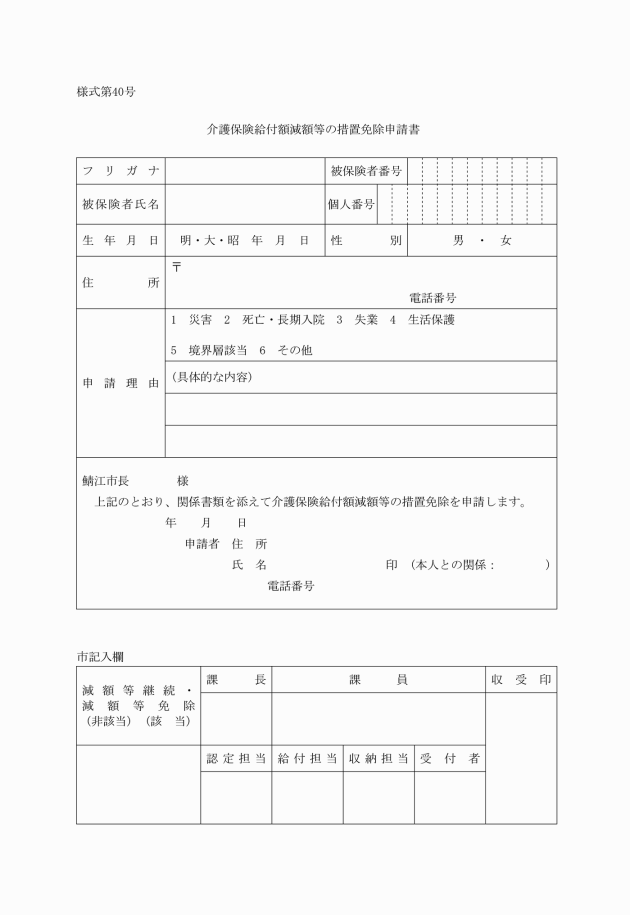 様式第40号
介護保険給付額減額等の措置免除申請書
フリガナ
被保険者番号
被保険者氏名
個人番号
生年月日
明・大・昭　年　月　日
性別
男　・　女
住所
〒
電話番号
申請理由
1　災害　2　死亡・長期入院　3　失業　4　生活保護
5　境界層該当　6　その他
（具体的な内容）
鯖江市長　　　　様
上記のとおり、関係書類を添えて介護保険給付額減額等の措置免除を申請します。
年　　月　　日
申請者　住　所
氏　名　　　　　　　　　　印　（本人との関係：　　　　）
電話番号
市記入欄
減額等継続・
減額等免除
（非該当）（該　当）
課長
課員
収受印
認定担当
給付担当
収納担当
受付者